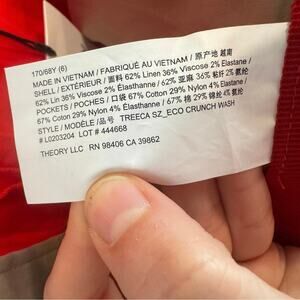 170/68Y (6)
MADE IN VIETNAM / FABRIQUÉ AU VIETNAM / 原产地 越南
SHELL / EXTÉRIEUR / 面料 62% Linen 36% Viscose 2% Elastane /
62% Lin 36% Viscose 2% Élasthanne / 62% 亚麻 36% 粘纤 2% 氨纶
POCKETS / POCHES / 口袋 67% Cotton 29% Nylon 4% Elastane /
67% Coton 29% Nylon 4% Élasthanne / 67% 棉 29% 锦纶 4% 氨纶
STYLE / MODÈLE /品号 TREECA SZ_ECO CRUNCH WASH
# L0203204 LOT # 444668
THEORY LLC RN 98406 CA 39862